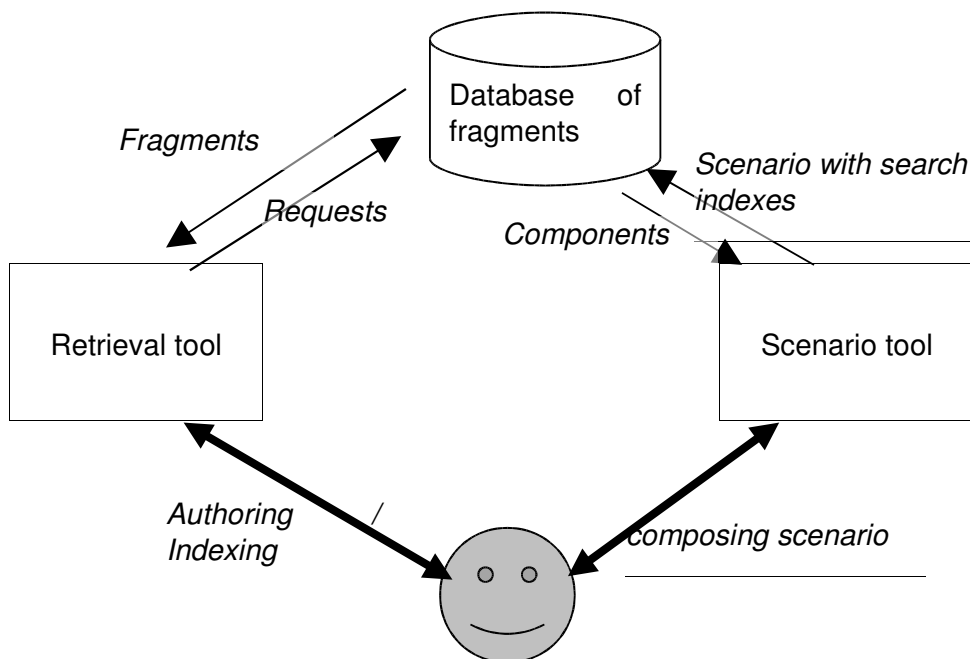 Database of
fragments
Fragments
Scenario with search
indexes
Requests
Components
Retrieval tool
Scenario tool
Authoring /
Indexing
composing scenario